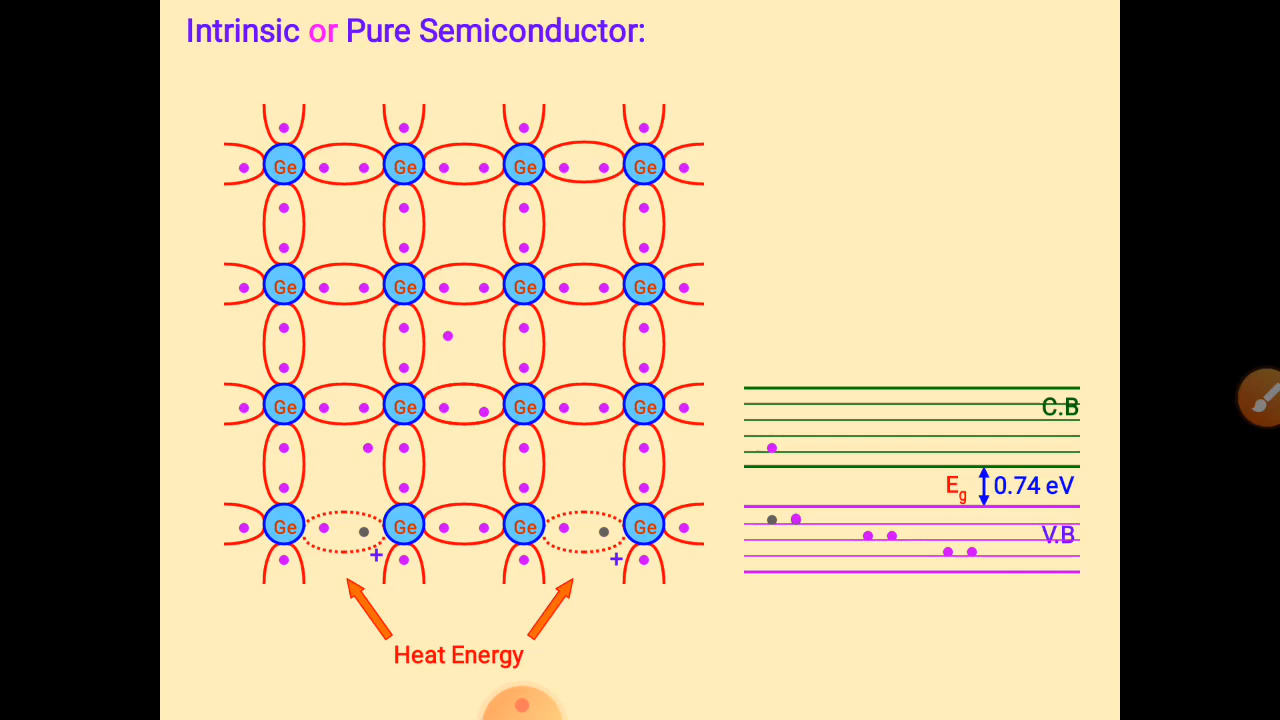 Intrinsic or Pure Semiconductor:
Ge Ge Ge Ge
Ge Ge Ge Ge
Ge Ge Ge Ge
C.B
Eg 0.74 eV
Ge Ge Ge Ge
V.B
+ +
Heat Energy